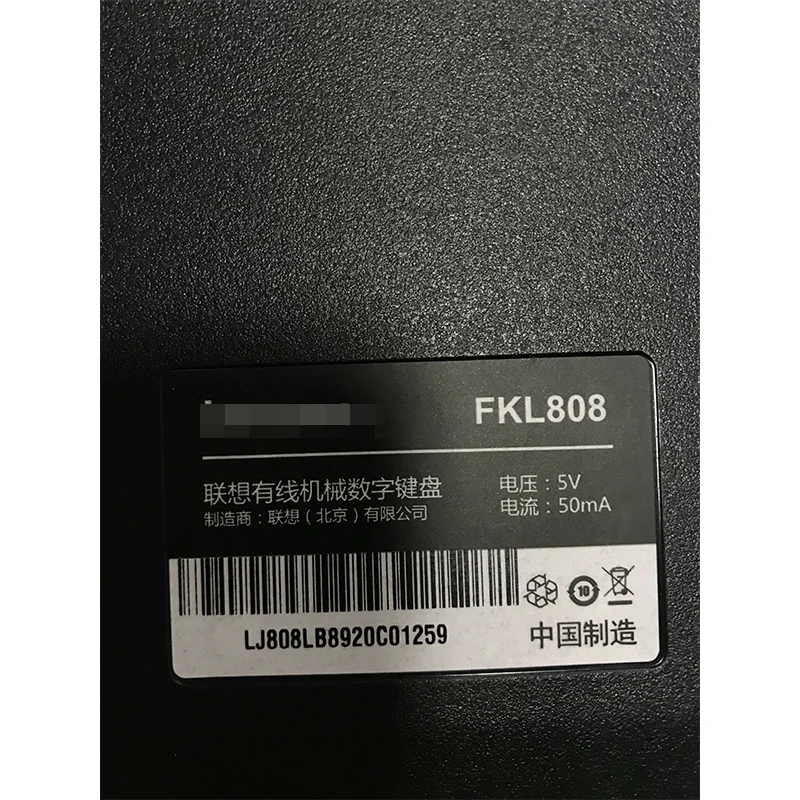 FKL808
联想有线机械数字键盘
制造商：联想（北京）有限公司
电压：5V
电流：50mA
10
LJ808LB8920C01259
中国制造